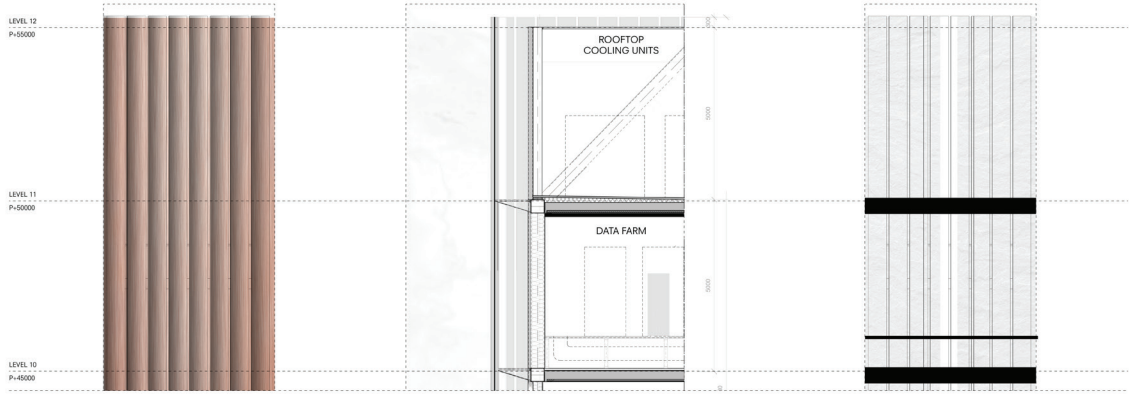 LEVEL 12
P+55000
ROOFTOP
COOLING UNITS
5000
LEVEL 11
P+50000
DATA FARM
5000
LEVEL 10
P+45000